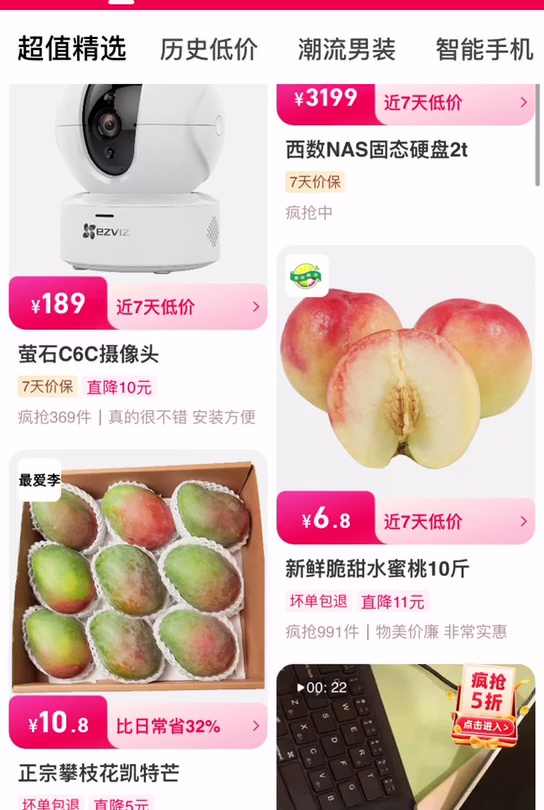 超值精选
历史低价
潮流男装
智能手机
ezviz
¥189
近7天低价
萤石C6C摄像头
7天价保
直降10元
疯抢369件｜真的很不错 安装方便
最爱李
¥10.8
比日常省32%
正宗攀枝花凯特芒
坏单包退
直降5元
¥3199
近7天低价
西数NAS固态硬盘2t
7天价保
疯抢中
¥6.8
近7天低价
新鲜脆甜水蜜桃10斤
坏单包退
直降11元
疯抢991件｜物美价廉 非常实惠
00: 22
疯抢
5折
点击进入>